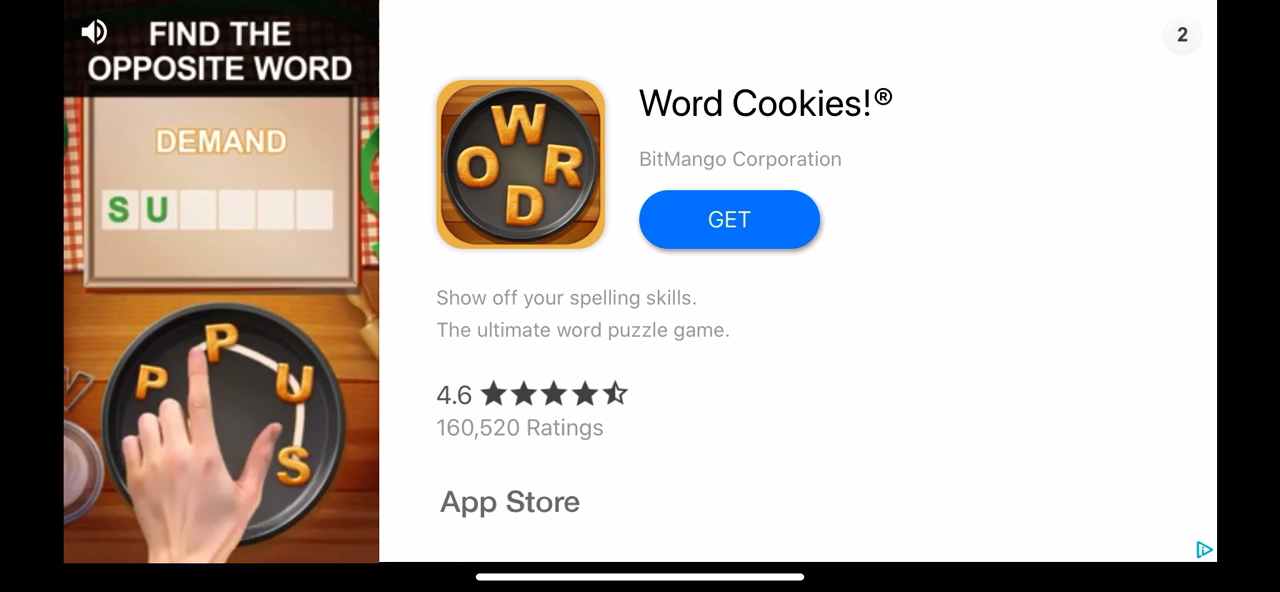 FIND THE
OPPOSITE WORD
DEMAND
S U
P
P
U
S
W
O R
D
Word Cookies!®
BitMango Corporation
GET
Show off your spelling skills.
The ultimate word puzzle game.
4.6
160,520 Ratings
App Store
2